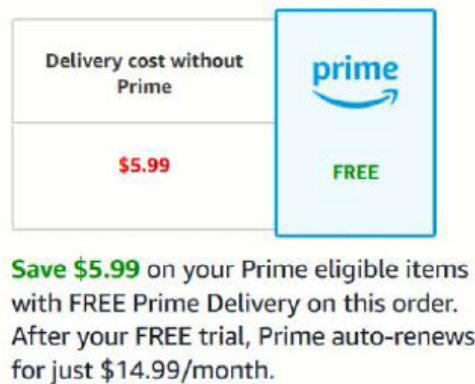 Delivery cost without
Prime
prime
$5.99
FREE
Save $5.99 on your Prime eligible items
with FREE Prime Delivery on this order.
After your FREE trial, Prime auto-renews
for just $14.99/month.